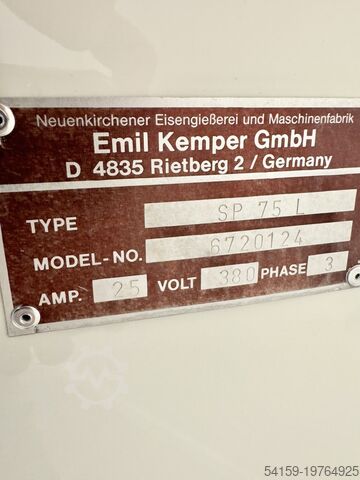 Neuenkirchener Eisengießerei und Maschinenfabrik
Emil Kemper GmbH
D 4835 Rietberg 2 / Germany
TYPE SP 75 L
MODEL-NO. 6720124
AMP. 25 VOLT 380 PHASE 3
54159-19764925